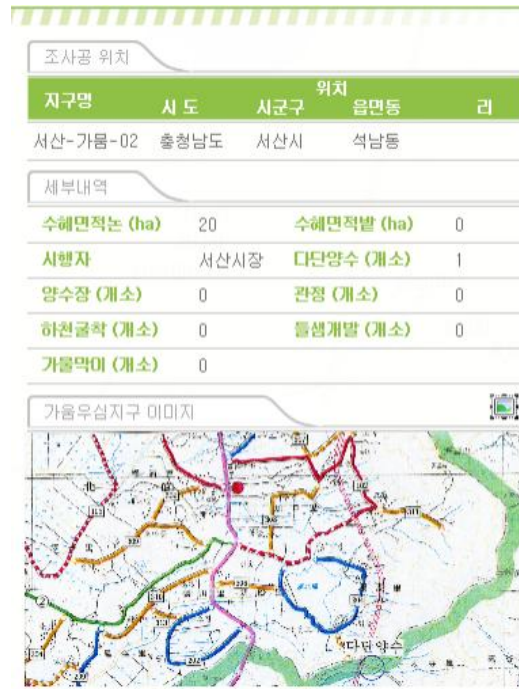 조사공 위치
위치
지구명 시 도 시군구 읍면동 리
서산-가뭄-02 충청남도 서산시 석남동
세부내역
수혜면적논 (ha) 20 수혜면적밭 (ha) 0
시행자 서산시장 다단양수 (개소) 1
양수장 (개소) 0 관정 (개소) 0
하천굴착 (개소) 0 들샘개발 (개소) 0
가물막이 (개소) 0
가움우심지구 이미지
다단양수